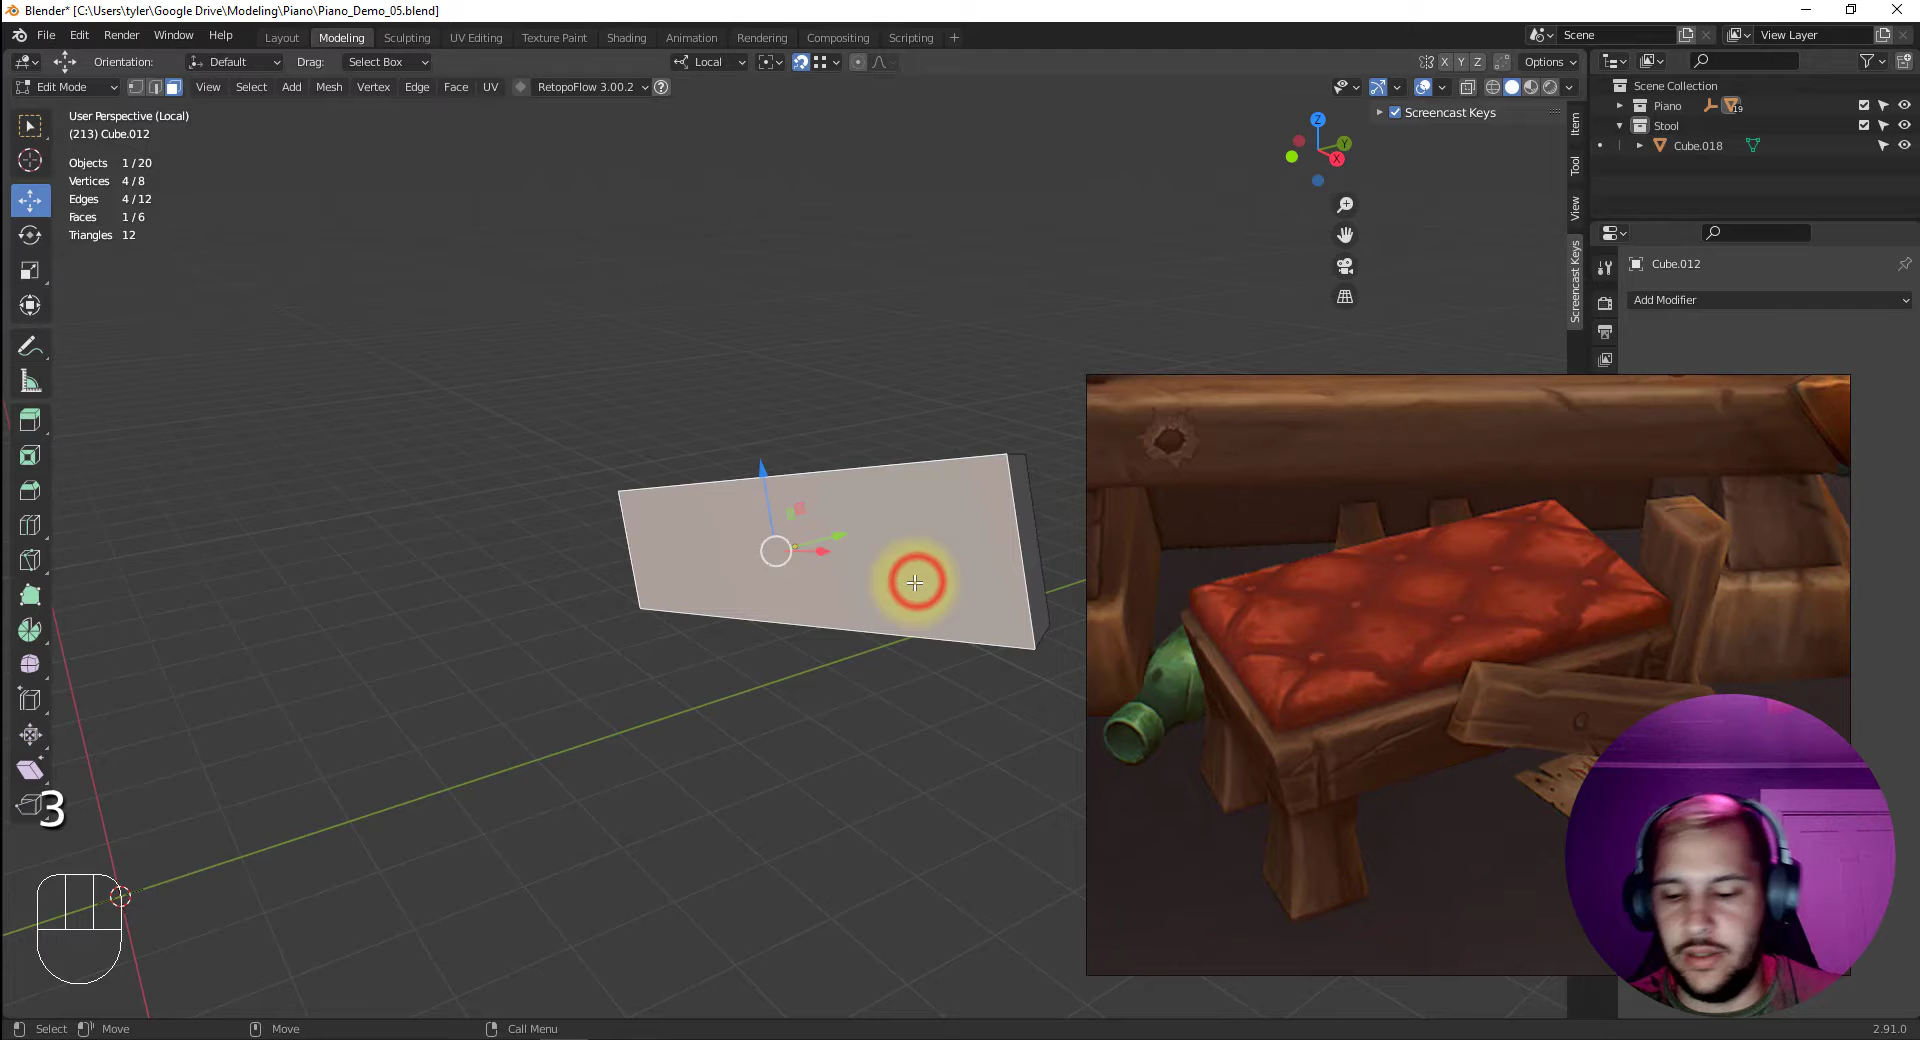 Blender* [C:\Users\tyler\Google Drive\Modeling\Piano\Piano_Demo_05.blend]
File Edit Render Window Help Layout Modeling Sculpting UV Editing Texture Paint Shading Animation Rendering Compositing Scripting Scene View Layer
Orientation: Default Drag: Select Box Local X Y Z Options
Edit Mode View Select Add Mesh Vertex Edge Face UV RetopoFlow 3.00.2
User Perspective (Local)
(213) Cube.012
Objects 1 / 20
Vertices 4 / 8
Edges 4 / 12
Faces 1 / 6
Triangles 12
Z
Y
X
Screencast Keys
Item
Tool
View
Screencast Keys
Scene Collection
Piano 19
Stool
Cube.018
Cube.012
Add Modifier
3
Select Move Move Call Menu 2.91.0